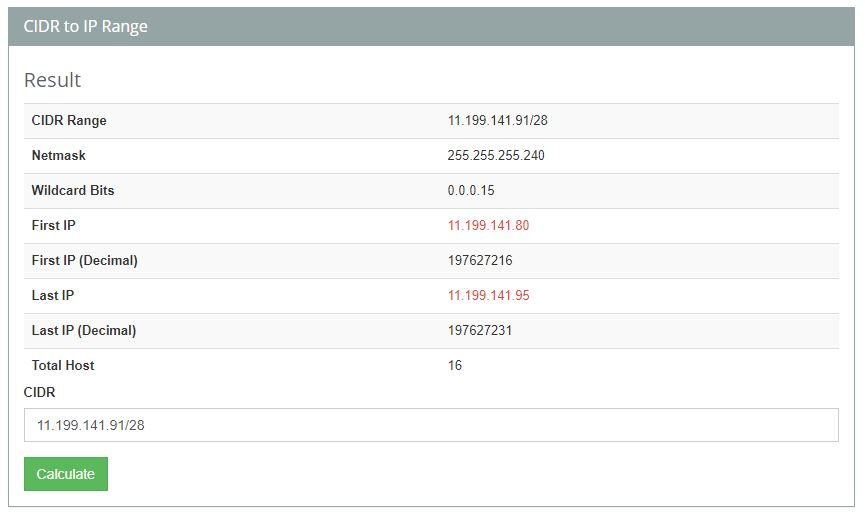 CIDR to IP Range
Result
CIDR Range 11.199.141.91/28
Netmask 255.255.255.240
Wildcard Bits 0.0.0.15
First IP 11.199.141.80
First IP (Decimal) 197627216
Last IP 11.199.141.95
Last IP (Decimal) 197627231
Total Host 16
CIDR
11.199.141.91/28
Calculate